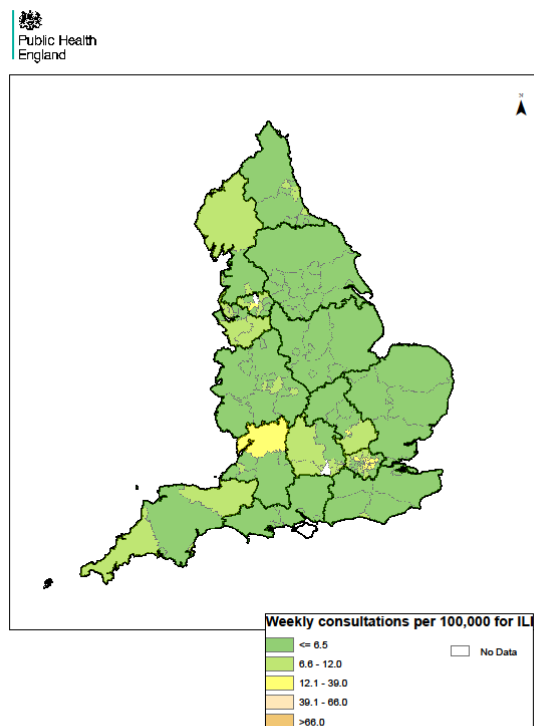 Public Health
England
N
Weekly consultations per 100,000 for ILI
<= 6.5
6.6 - 12.0
12.1 - 39.0
39.1 - 66.0
>66.0
No Data